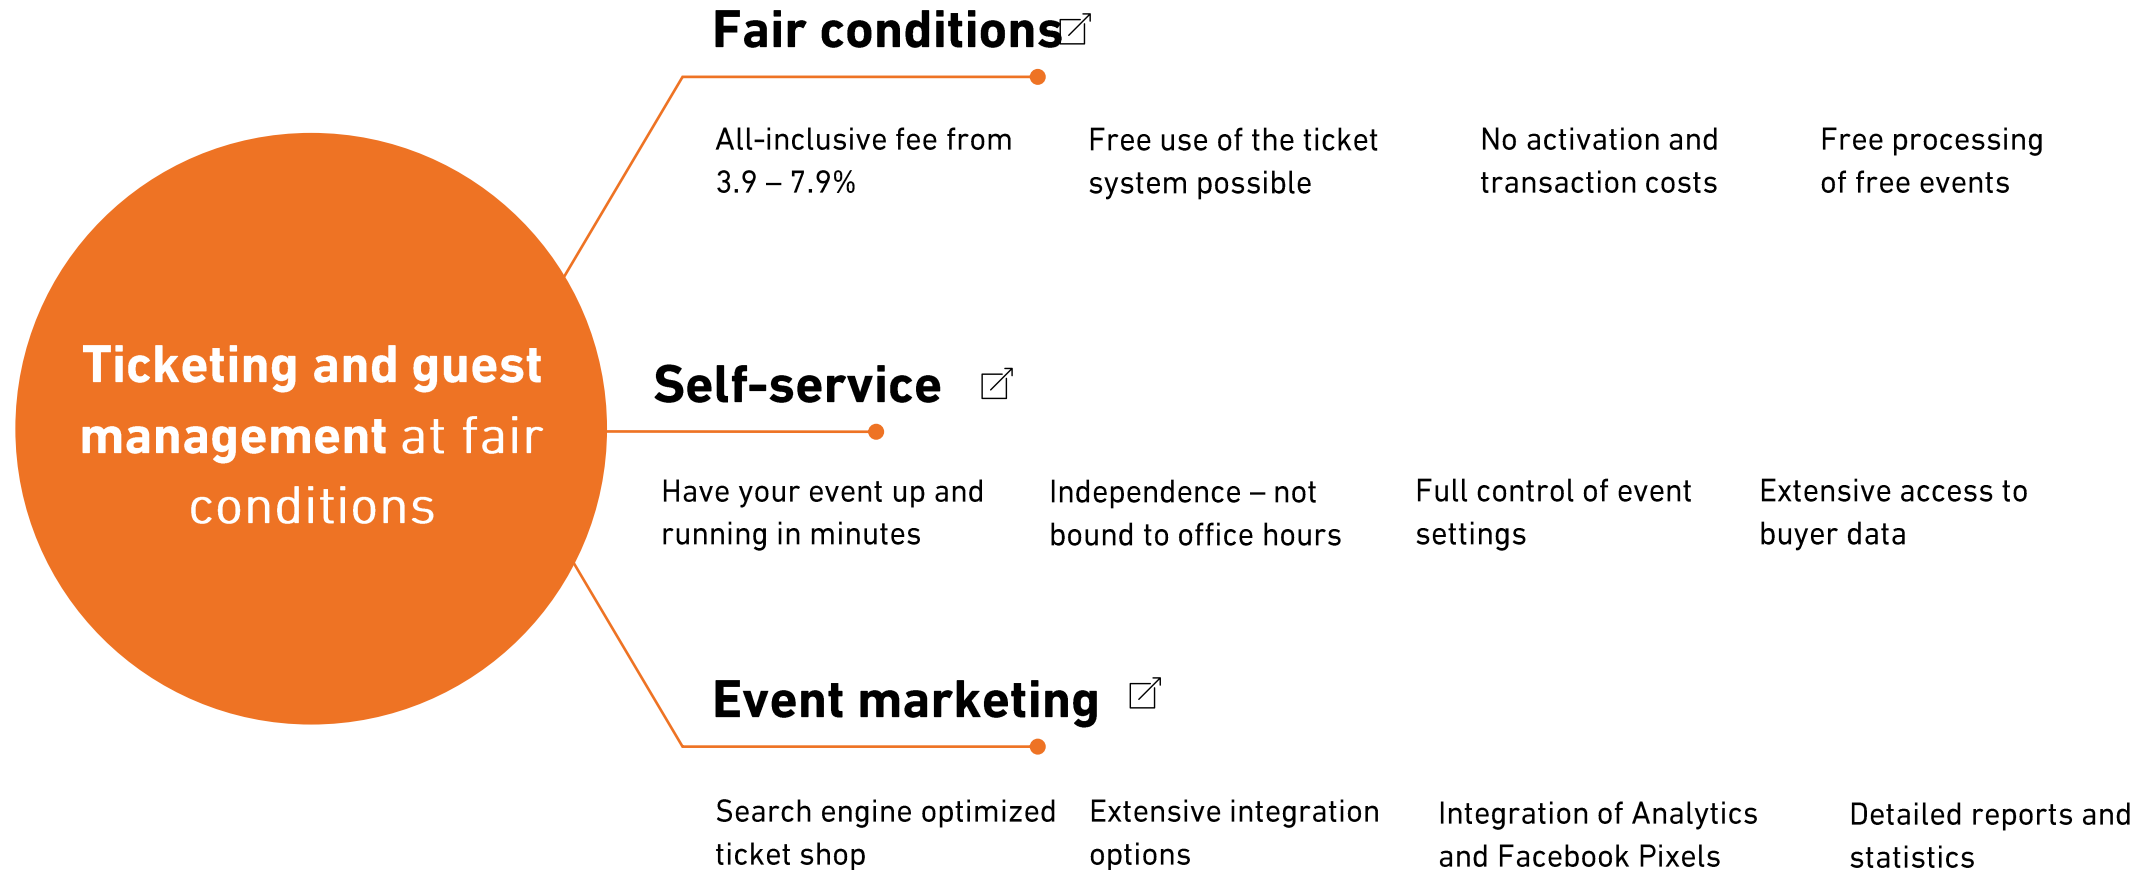 Fair conditions
All-inclusive fee from
3.9 – 7.9%
Free use of the ticket
system possible
No activation and
transaction costs
Free processing
of free events
Ticketing and guest
management at fair
conditions
Self-service
Have your event up and
running in minutes
Independence – not
bound to office hours
Full control of event
settings
Extensive access to
buyer data
Event marketing
Search engine optimized
ticket shop
Extensive integration
options
Integration of Analytics
and Facebook Pixels
Detailed reports and
statistics